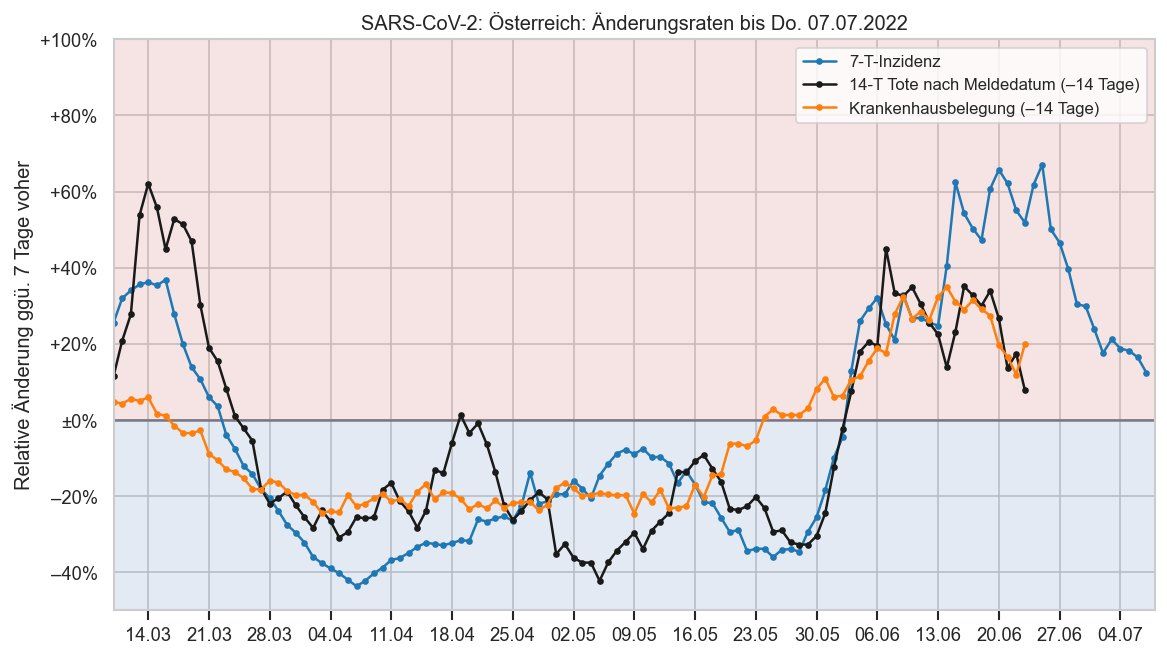 SARS-CoV-2: Österreich: Änderungsraten bis Do. 07.07.2022
+100%
+80%
+60%
+40%
+20%
±0%
–20%
–40%
Relative Änderung ggü. 7 Tage voher
7-T-Inzidenz
14-T Tote nach Meldedatum (–14 Tage)
Krankenhausbelegung (–14 Tage)
14.03 21.03 28.03 04.04 11.04 18.04 25.04 02.05 09.05 16.05 23.05 30.05 06.06 13.06 20.06 27.06 04.07